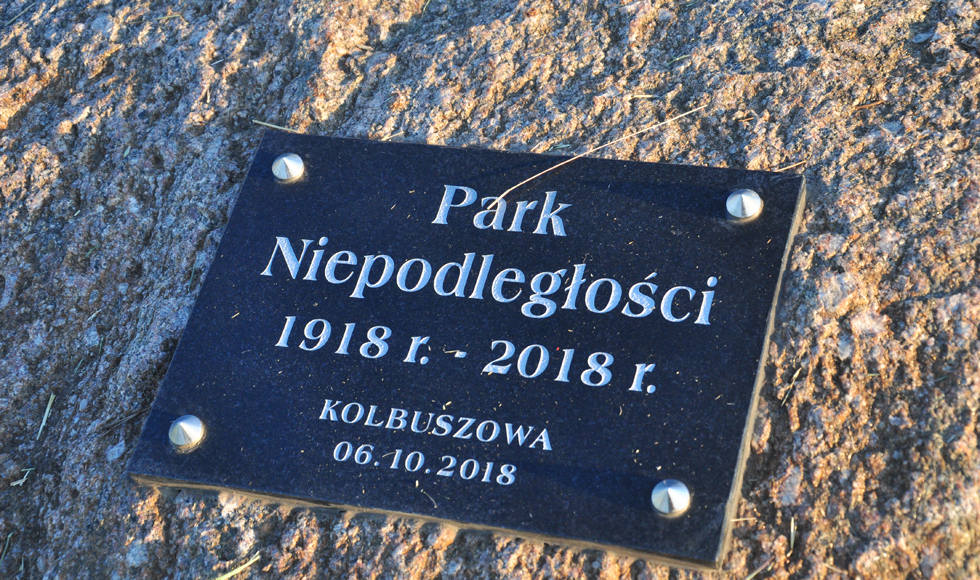 Park
Niepodległości
1918 r. - 2018 r.
KOLBUSZOWA
06.10.2018